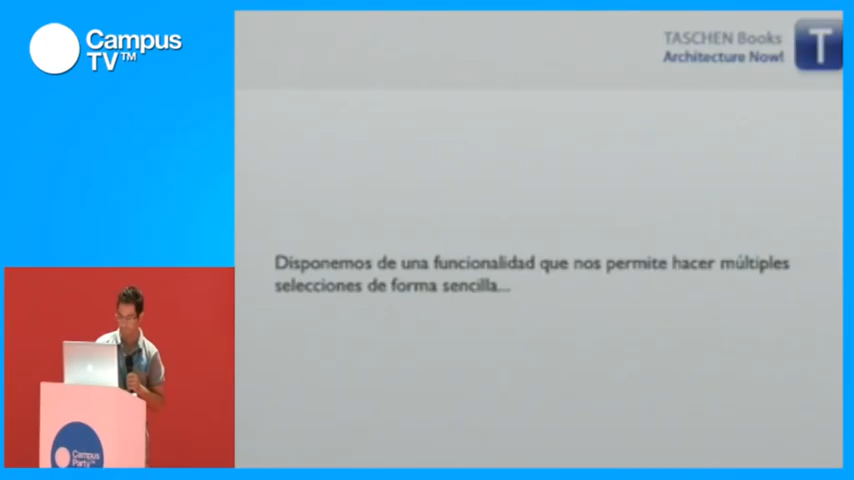 Campus
TV™
TASCHEN Books
Architecture Now!
T
Disponemos de una funcionalidad que nos permite hacer múltiples
selecciones de forma sencilla...
Campus
Party™